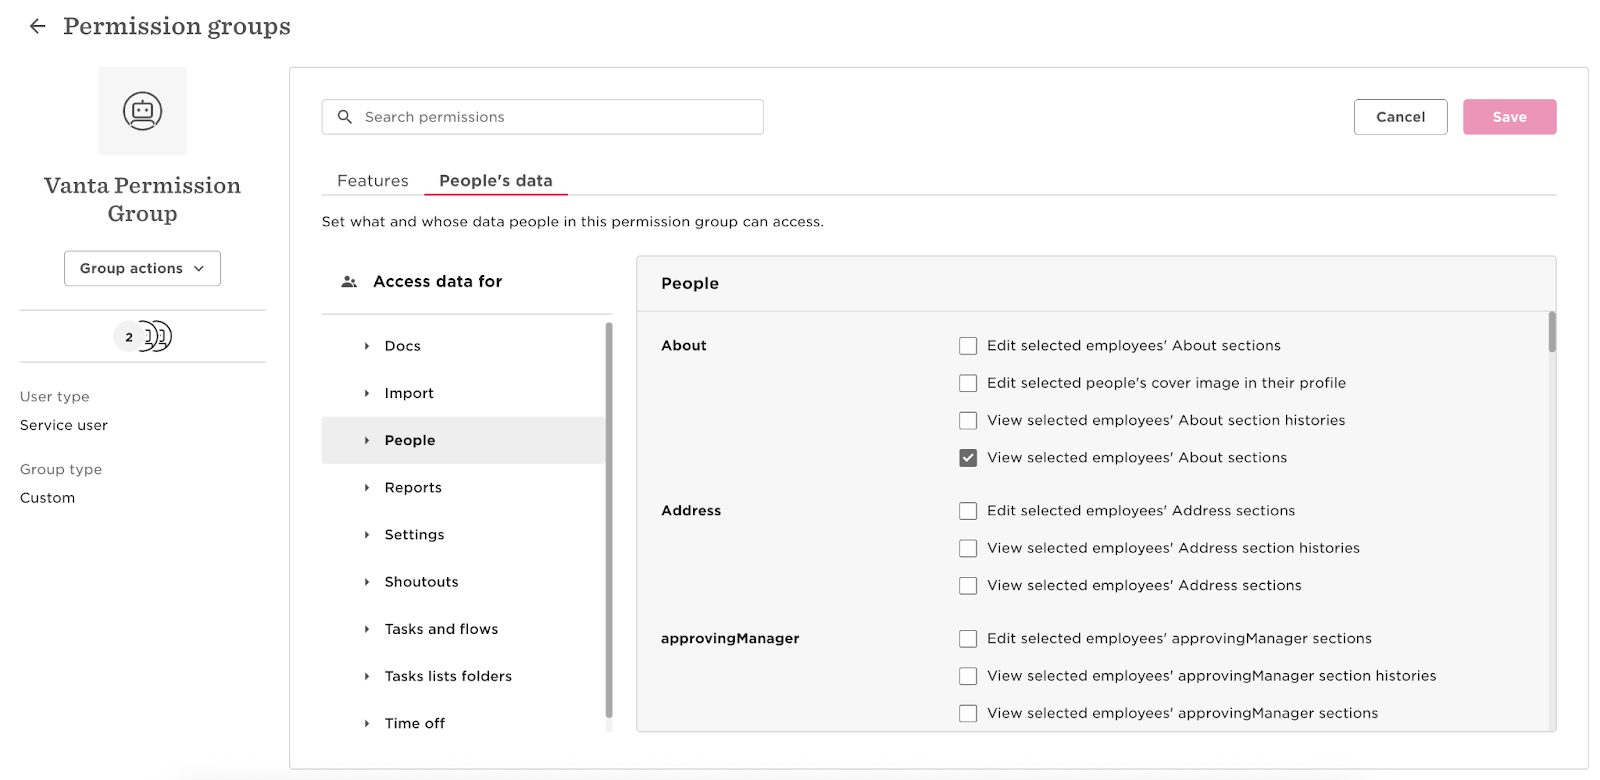 Permission groups
Vanta Permission
Group
Group actions
2
User type
Service user
Group type
Custom
Search permissions
Cancel
Save
Features
People's data
Set what and whose data people in this permission group can access.
Access data for
Docs
Import
People
Reports
Settings
Shoutouts
Tasks and flows
Tasks lists folders
Time off
People
About
Edit selected employees' About sections
Edit selected people's cover image in their profile
View selected employees' About section histories
View selected employees' About sections
Address
Edit selected employees' Address sections
View selected employees' Address section histories
View selected employees' Address sections
approvingManager
Edit selected employees' approvingManager sections
View selected employees' approvingManager section histories
View selected employees' approvingManager sections